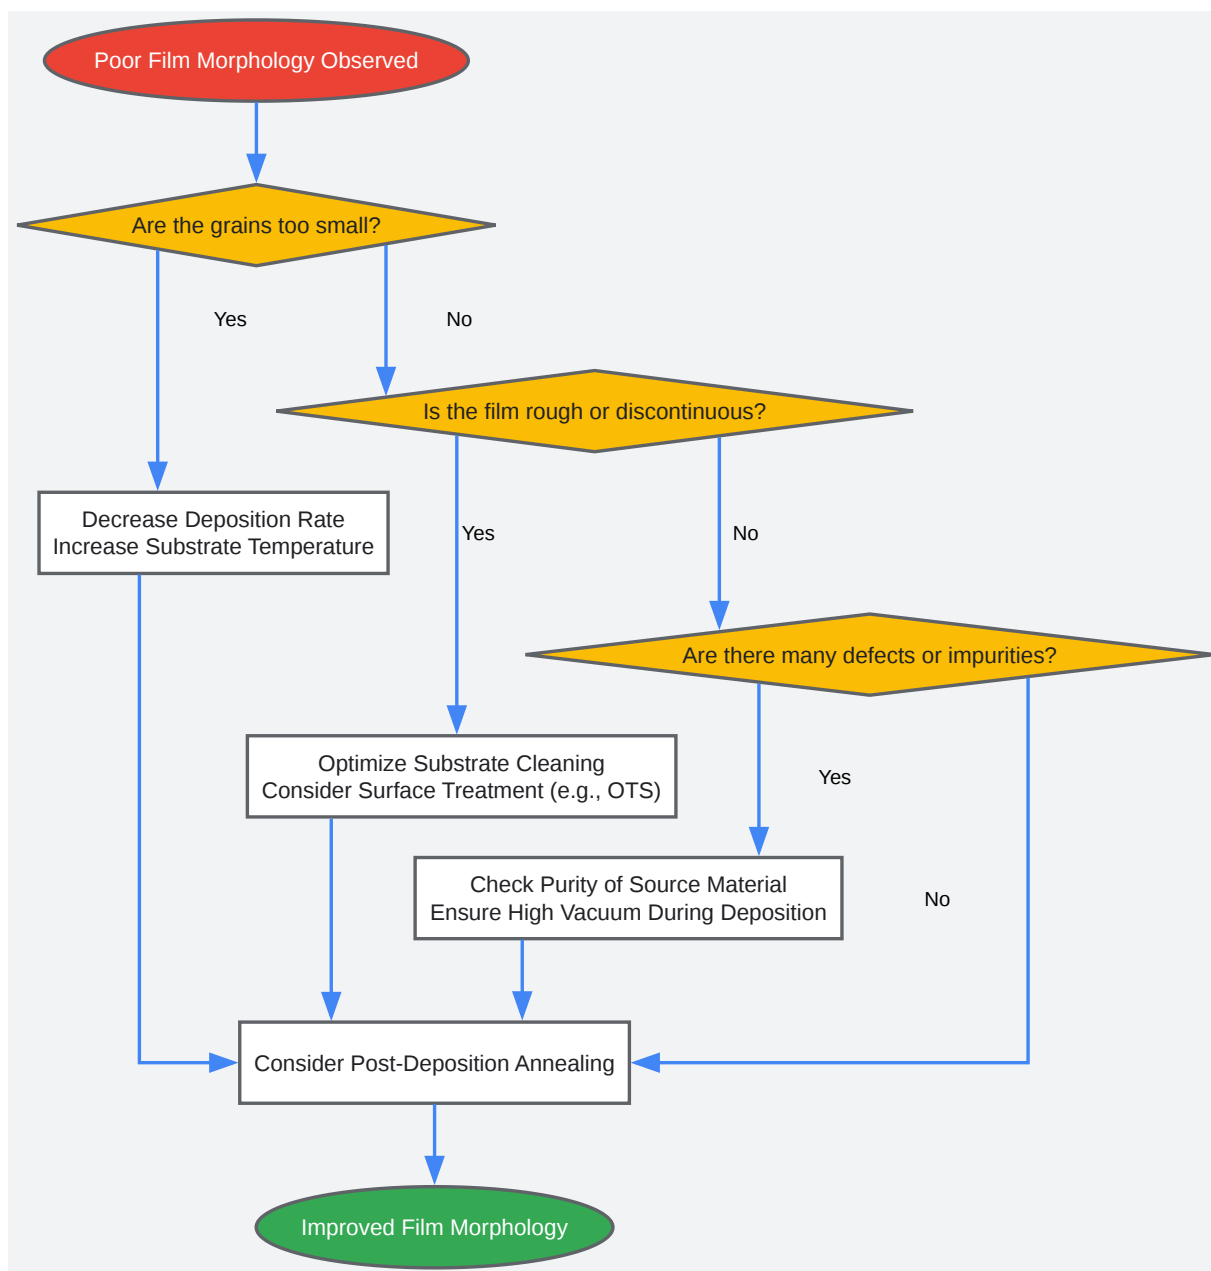 Poor Film Morphology Observed
Are the grains too small?
Yes
No
Is the film rough or discontinuous?
Decrease Deposition Rate
Increase Substrate Temperature
Yes
No
Are there many defects or impurities?
Optimize Substrate Cleaning
Consider Surface Treatment (e.g., OTS)
Yes
Check Purity of Source Material
Ensure High Vacuum During Deposition
No
Consider Post-Deposition Annealing
Improved Film Morphology